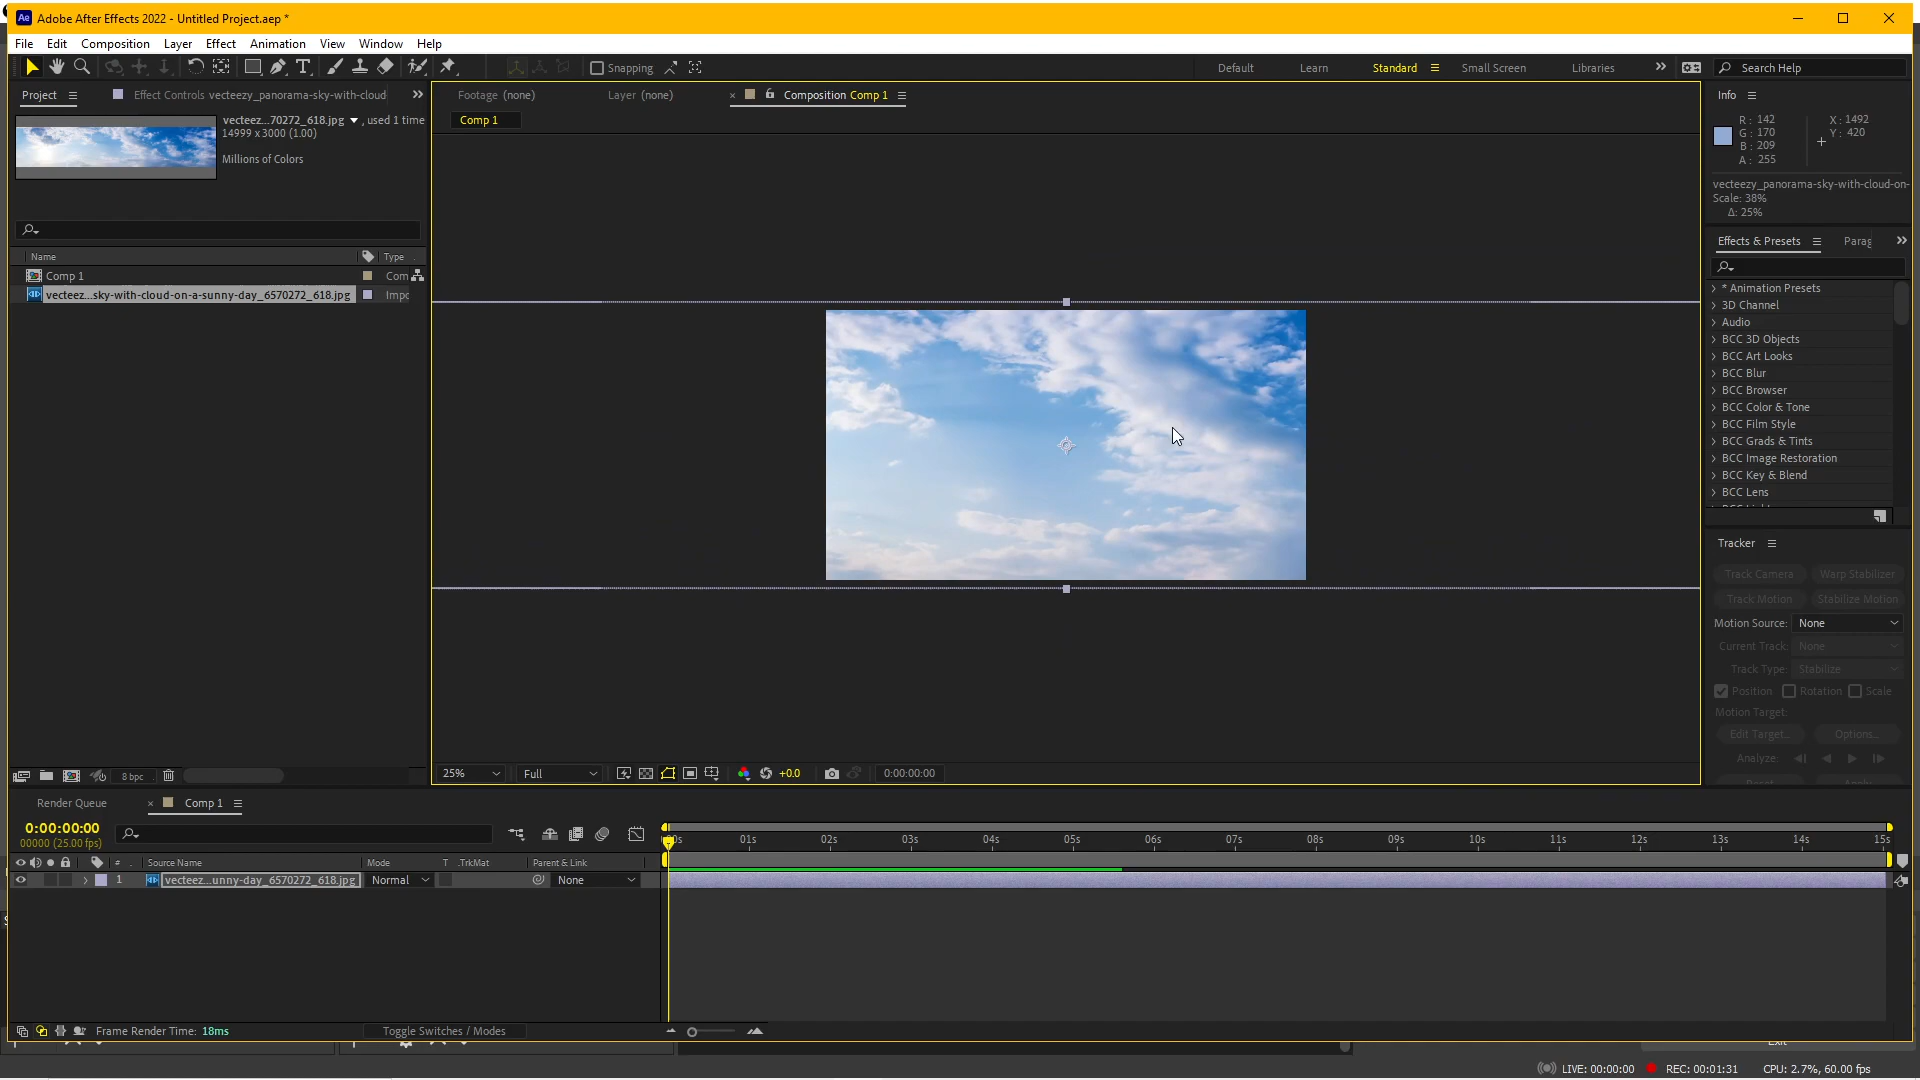 Adobe After Effects 2022 - Untitled Project.aep *
File Edit Composition Layer Effect Animation View Window Help
Snapping
Default Learn Standard Small Screen Libraries
Search Help
Project
Effect Controls vecteezy_panorama-sky-with-cloud
vecteez...70272_618.jpg , used 1 time
14999 x 3000 (1.00)
Millions of Colors
Name Type
Comp 1 Com
vecteez...sky-with-cloud-on-a-sunny-day_6570272_618.jpg Impo
8 bpc
Footage (none) Layer (none) Composition Comp 1
Comp 1
25% Full +0.0 0:00:00:00
Info
R: 142
G: 170
B: 209
A: 255
X: 1492
Y: 420
vecteezy_panorama-sky-with-cloud-on-
Scale: 38%
Δ: 25%
Effects & Presets Parag
* Animation Presets
3D Channel
Audio
BCC 3D Objects
BCC Art Looks
BCC Blur
BCC Browser
BCC Color & Tone
BCC Film Style
BCC Grads & Tints
BCC Image Restoration
BCC Key & Blend
BCC Lens
Tracker
Track Camera Warp Stabilizer
Track Motion Stabilize Motion
Motion Source: None
Current Track: None
Track Type: Stabilize
Position Rotation Scale
Motion Target:
Edit Target... Options...
Analyze:
Reset Apply
Render Queue Comp 1
0:00:00:00
00000 (25.00 fps)
# Source Name Mode T .TrkMat Parent & Link
1 vecteez...unny-day_6570272_618.jpg Normal None
00s 01s 02s 03s 04s 05s 06s 07s 08s 09s 10s 11s 12s 13s 14s 15s
Frame Render Time: 18ms
Toggle Switches / Modes
Exit
LIVE: 00:00:00 REC: 00:01:31 CPU: 2.7%, 60.00 fps